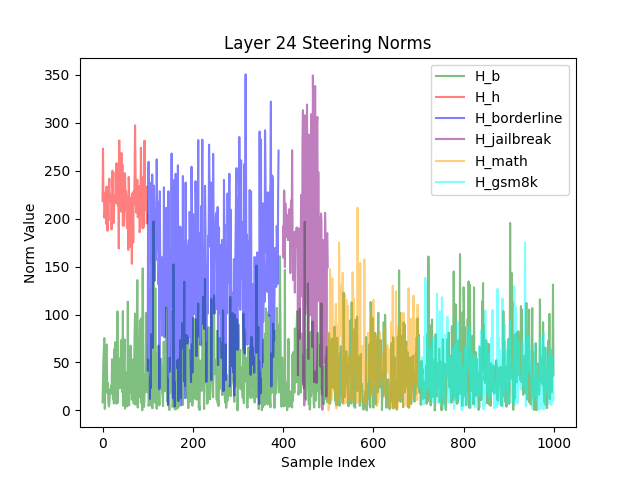 Layer 24 Steering Norms
Norm Value
350
300
250
200
150
100
50
0
H_b
H_h
H_borderline
H_jailbreak
H_math
H_gsm8k
0
200
400
600
800
1000
Sample Index